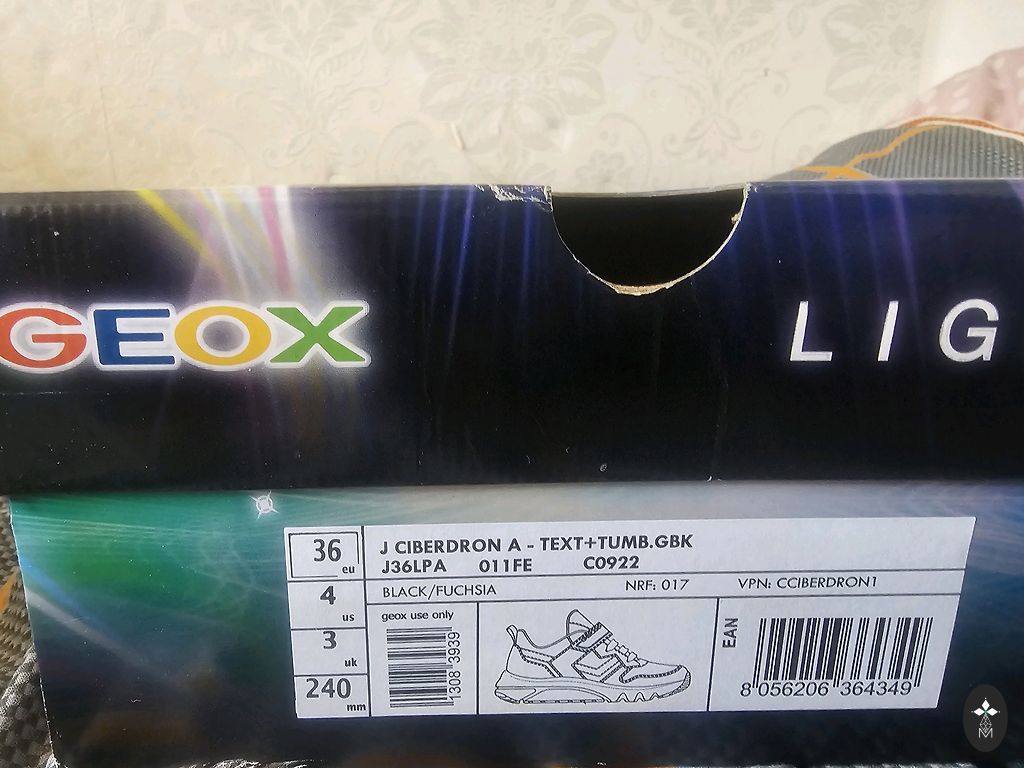 GEOX
LIG
36 eu
4 us
3 uk
240 mm
J CIBERDRON A - TEXT+TUMB.GBK
J36LPA 011FE C0922
BLACK/FUCHSIA NRF: 017 VPN: CCIBERDRON1
geox use only
1308 3939
EAN
8 056206 364349
M